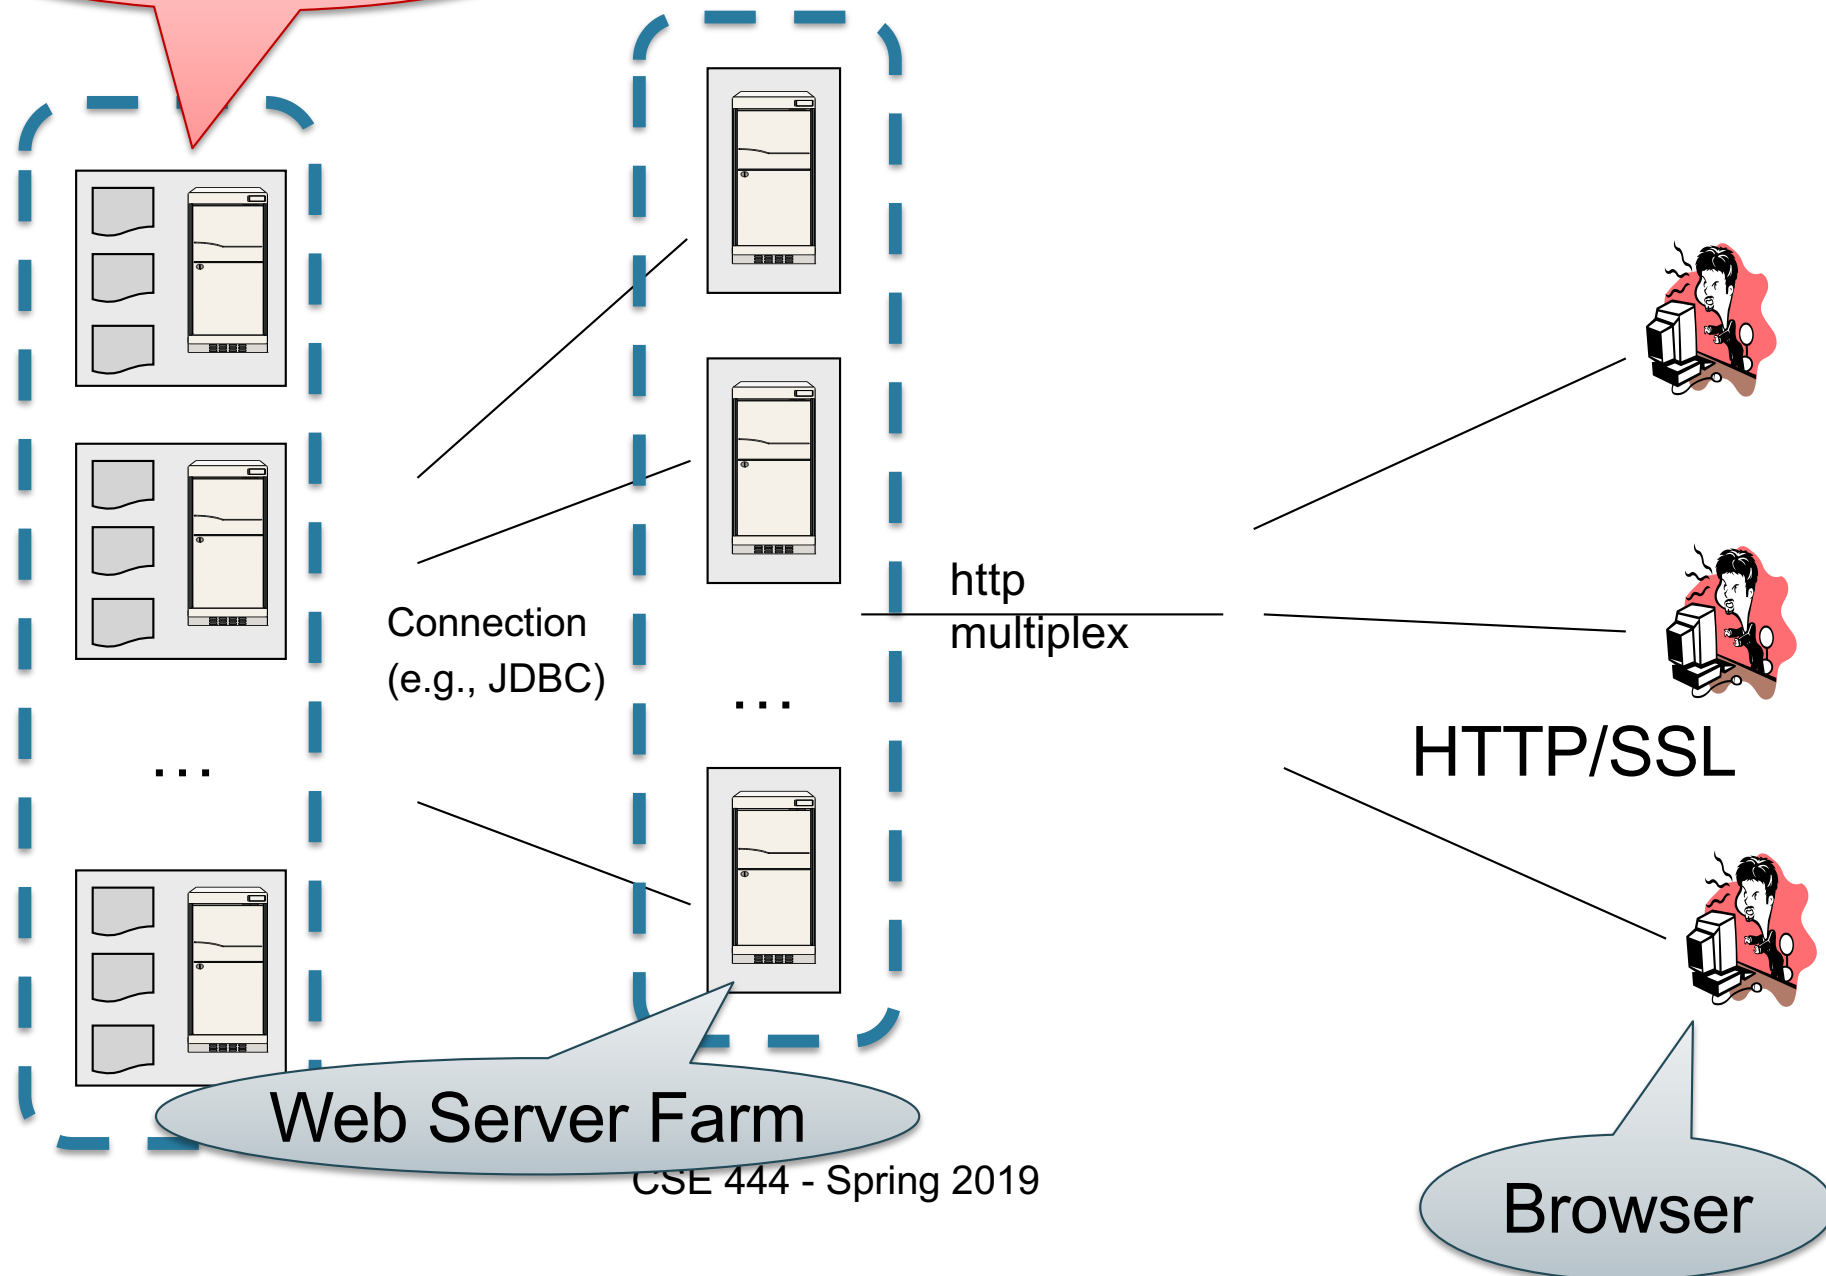 Connection
(e.g., JDBC)
…
…
http
multiplex
HTTP/SSL
Web Server Farm
CSE 444 - Spring 2019
Browser